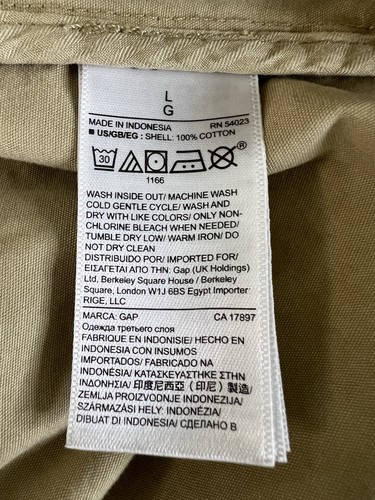 L
G
MADE IN INDONESIA RN 54023
■ US/GB/EG : SHELL: 100% COTTON
30
®
1166
WASH INSIDE OUT/ MACHINE WASH
COLD GENTLE CYCLE/ WASH AND
DRY WITH LIKE COLORS/ ONLY NON-
CHLORINE BLEACH WHEN NEEDED/
TUMBLE DRY LOW/ WARM IRON/ DO
NOT DRY CLEAN
DISTRIBUIDO POR/ IMPORTED FOR/
ΕΙΣΑΓΕΤΑΙ ΑΠΟ ΤΗΝ: Gap (UK Holdings)
Ltd. Berkeley Square House / Berkeley
Square, London W1J 6BS Egypt Importer:
RIGE, LLC
MARCA: GAP CA 17897
Одежда третьего слоя
FABRIQUE EN INDONISIE/ HECHO EN
INDONESIA CON INSUMOS
IMPORTADOS/ FABRICADO NA
INDONÉSIA/ ΚΑΤΑΣΚΕΥΑΣΤΗΚΕ ΣΤΗΝ
ΙΝΔΟΝΗΣΙΑ/ 印度尼西亞（印尼）製造/
ZEMLJA PROIZVODNJE INDONEZIJA/
SZÁRMAZÁSI HELY: INDONÉZIA/
DIBUAT DI INDONESIA/ СДЕЛАНО В